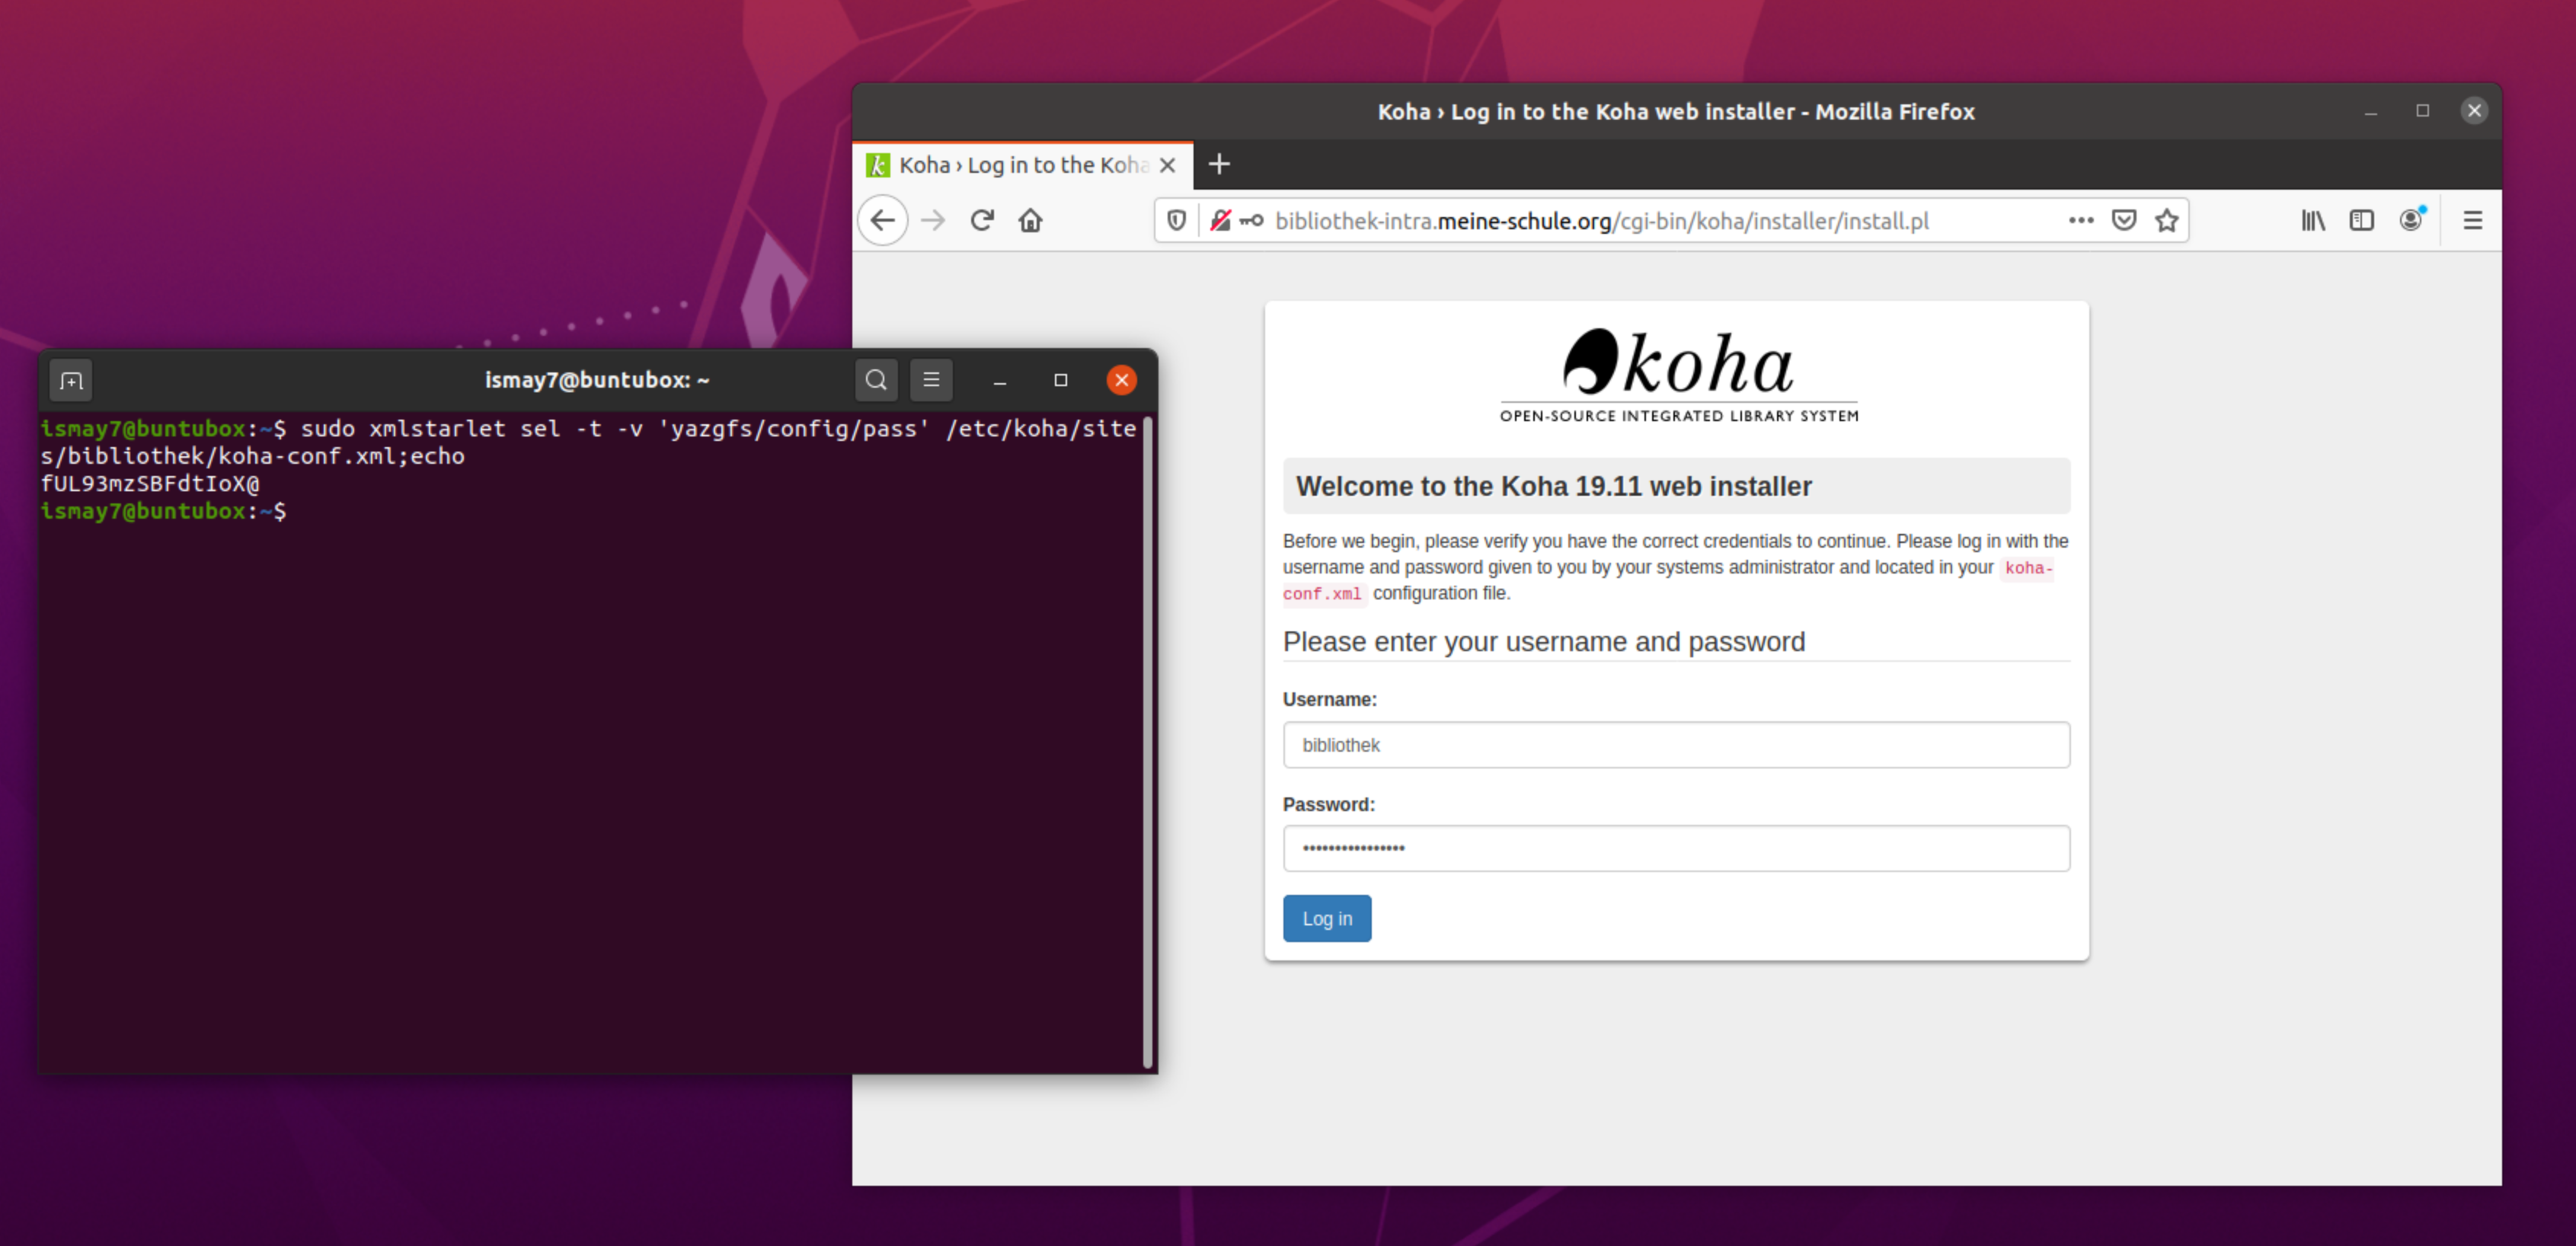 Koha › Log in to the Koha web installer - Mozilla Firefox
Koha › Log in to the Koha
bibliothek-intra.meine-schule.org/cgi-bin/koha/installer/install.pl
ismay7@buntubox: ~
ismay7@buntubox:~$ sudo xmlstarlet sel -t -v 'yazgfs/config/pass' /etc/koha/site
s/bibliothek/koha-conf.xml;echo
fUL93mzSBFdtIoX@
ismay7@buntubox:~$
koha
OPEN-SOURCE INTEGRATED LIBRARY SYSTEM
Welcome to the Koha 19.11 web installer
Before we begin, please verify you have the correct credentials to continue. Please log in with the
username and password given to you by your systems administrator and located in your koha-
conf.xml configuration file.
Please enter your username and password
Username:
bibliothek
Password:
••••••••••••••••
Log in